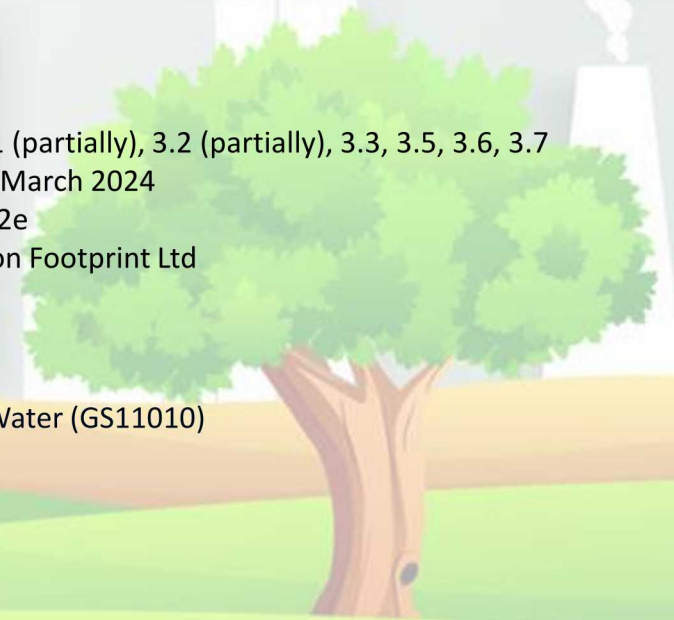 (partially), 3.2 (partially), 3.3, 3.5, 3.6, 3.7
March 2024
2e
on Footprint Ltd
Water (GS11010)